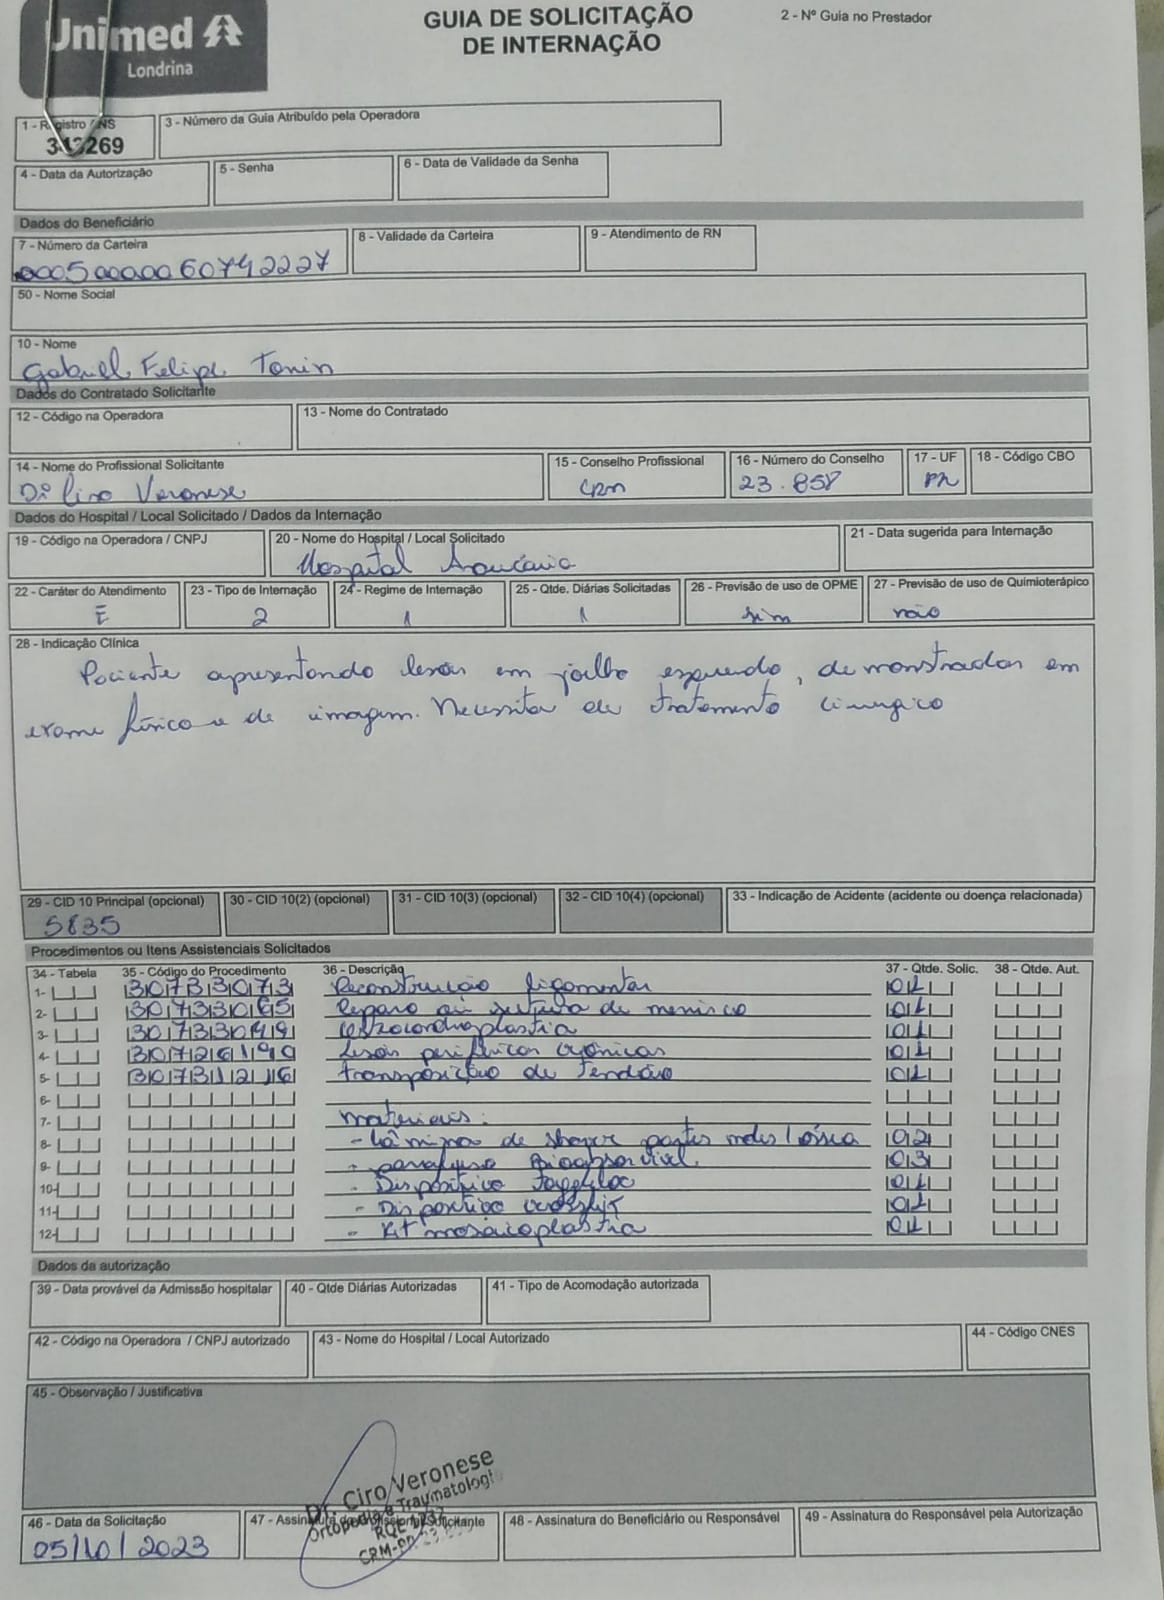 Unimed
Londrina
GUIA DE SOLICITAÇÃO
DE INTERNAÇÃO
2 - Nº Guia no Prestador
1 - Registro ANS
269
3 - Número da Guia Atribuído pela Operadora
4 - Data da Autorização
5 - Senha
6 - Data de Validade da Senha
Dados do Beneficiário
7 - Número da Carteira
8 - Validade da Carteira
9 - Atendimento de RN
50 - Nome Social
10 - Nome
Gabriel Felipe Tonin
Dados do Contratado Solicitante
12 - Código na Operadora
13 - Nome do Contratado
14 - Nome do Profissional Solicitante
15 - Conselho Profissional
16 - Número do Conselho
17 - UF
18 - Código CBO
Dr Ciro Veronese
CRM
23.858
PR
Dados do Hospital / Local Solicitado / Dados da Internação
19 - Código na Operadora / CNPJ
20 - Nome do Hospital / Local Solicitado
21 - Data sugerida para Internação
Hospital Araucária
22 - Caráter do Atendimento
23 - Tipo de Internação
24 - Regime de Internação
25 - Qtde. Diárias Solicitadas
26 - Previsão de uso de OPME
27 - Previsão de uso de Quimioterápico
E
2
1
1
sim
não
28 - Indicação Clínica
Paciente apresentando lesão em joelho esquerdo, demonstrados em
exame físico e de imagem. Necessita de tratamento cirurgico
29 - CID 10 Principal (opcional)
30 - CID 10(2) (opcional)
31 - CID 10(3) (opcional)
32 - CID 10(4) (opcional)
33 - Indicação de Acidente (acidente ou doença relacionada)
S835
Procedimentos ou Itens Assistenciais Solicitados
34 - Tabela
35 - Código do Procedimento
36 - Descrição
37 - Qtde. Solic.
38 - Qtde. Aut.
1- 30733073 Reconstrução ligamentar 01
2- 30733065 Reparo ou sutura de menisco 01
3- 30733049 Osteocondroplastia 01
4- 30726190 Lesões periféricas crônicas 01
5- 30731216 Transposição de Tendão 01
6-
7- Materiais:
8- - Lâmina de shaver partes moles / óssea 02
9- - parafuso Bioabsorvivel. 03
10- - Dispositivo Toggleloc 01
11- - Dispositivo 01
12- - Kit mosaicoplastia 01
Dados da autorização
39 - Data provável da Admissão hospitalar
40 - Qtde Diárias Autorizadas
41 - Tipo de Acomodação autorizada
42 - Código na Operadora / CNPJ autorizado
43 - Nome do Hospital / Local Autorizado
44 - Código CNES
45 - Observação / Justificativa
Dr. Ciro Veronese
Ortopedia e Traumatologi
RQE
CRM-PR 23
46 - Data da Solicitação
47 - Assinatura do Profissional Solicitante
48 - Assinatura do Beneficiário ou Responsável
49 - Assinatura do Responsável pela Autorização
05/10/2023